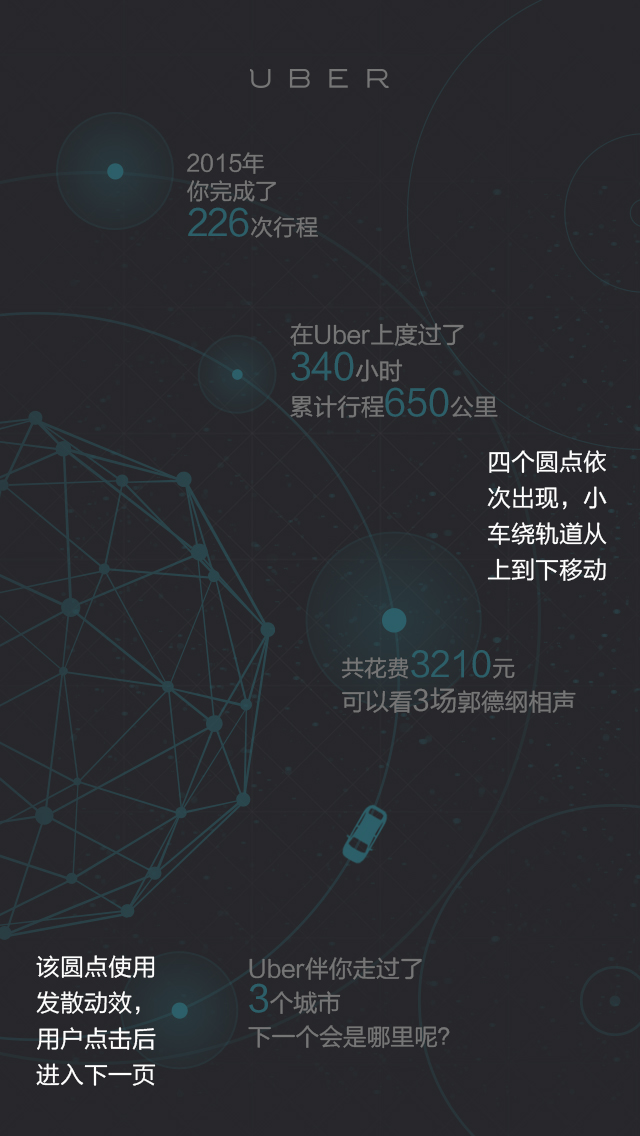 UBER
2015年
你完成了
226次行程
在Uber上度过了
340小时
累计行程650公里
四个圆点依
次出现，小
车绕轨道从
上到下移动
共花费3210元
可以看3场郭德纲相声
该圆点使用
发散动效，
用户点击后
进入下一页
Uber伴你走过了
3个城市
下一个会是哪里呢?